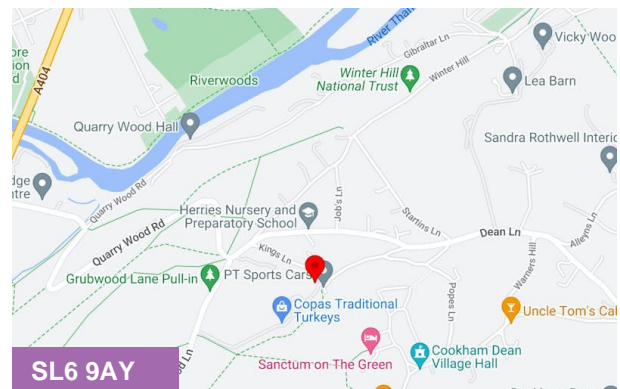 River Than
Gibraltar Ln
Vicky Woo
A404
Riverwoods
Winter Hill
National Trust
Winter Hill
Lea Barn
Quarry Wood Hall
Sandra Rothwell Interio
Quarry Wood Rd
Herries Nursery and
Preparatory School
Job's Ln
Startins Ln
Dean Ln
Alleyns Ln
Quarry Wood Rd
Kings Ln
PT Sports Cars
Warners Hill
Grubwood Lane Pull-in
Popes Ln
Copas Traditional
Turkeys
Uncle Tom's Cab
Sanctum on The Green
Cookham Dean
Village Hall
SL6 9AY